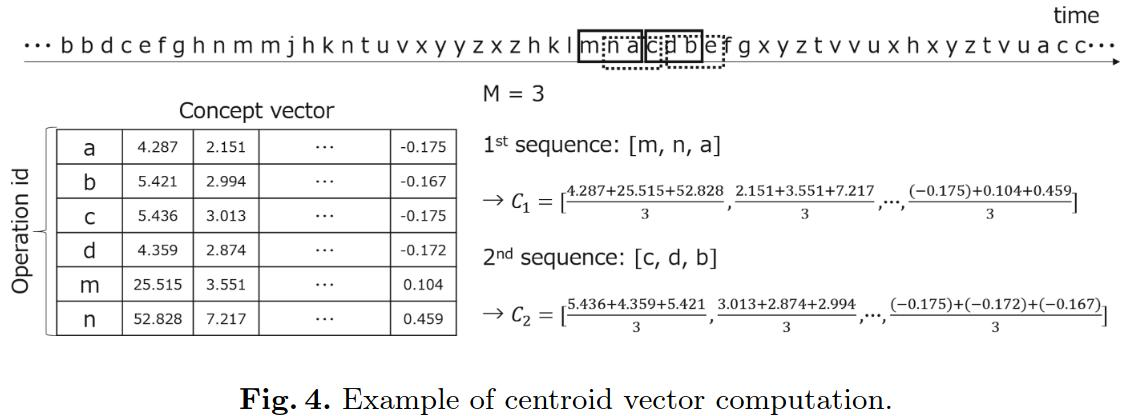 time
··· b b d c e f g h n m m j h k n t u v x y y z x z h k l m n a c d b e f g x y z t v v u x h x y z t v u a c c ···
M = 3
Concept vector
Operation id
a 4.287 2.151 ··· -0.175
b 5.421 2.994 ··· -0.167
c 5.436 3.013 ··· -0.175
d 4.359 2.874 ··· -0.172
m 25.515 3.551 ··· 0.104
n 52.828 7.217 ··· 0.459
1st sequence: [m, n, a]
→ C₁ = [(4.287+25.515+52.828)/3, (2.151+3.551+7.217)/3, ···, ((−0.175)+0.104+0.459)/3]
2nd sequence: [c, d, b]
→ C₂ = [(5.436+4.359+5.421)/3, (3.013+2.874+2.994)/3, ···, ((−0.175)+(−0.172)+(−0.167))/3]
Fig. 4. Example of centroid vector computation.